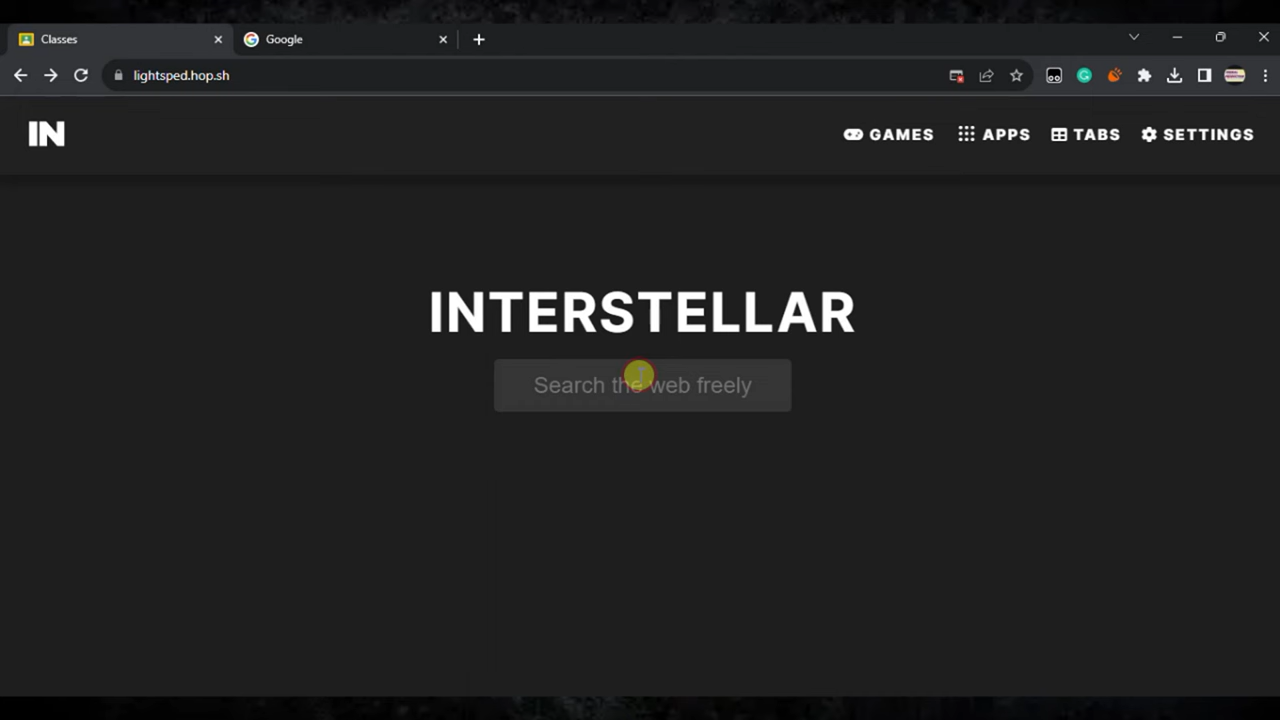 Classes
Google
lightsped.hop.sh
IN
GAMES
APPS
TABS
SETTINGS
INTERSTELLAR
Search the web freely